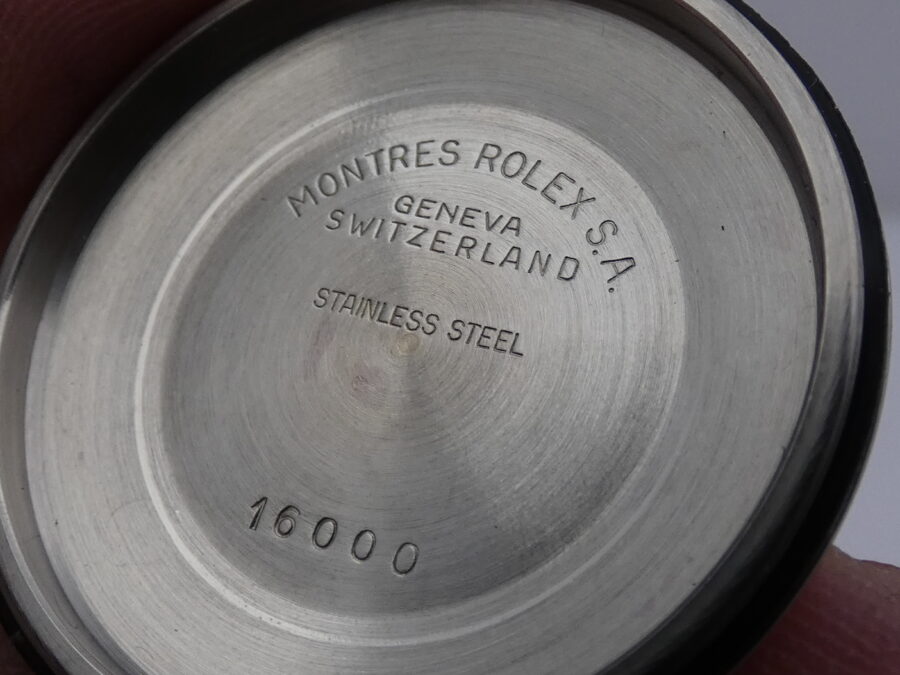 MONTRES ROLEX S.A.
GENEVA
SWITZERLAND
STAINLESS STEEL
16000